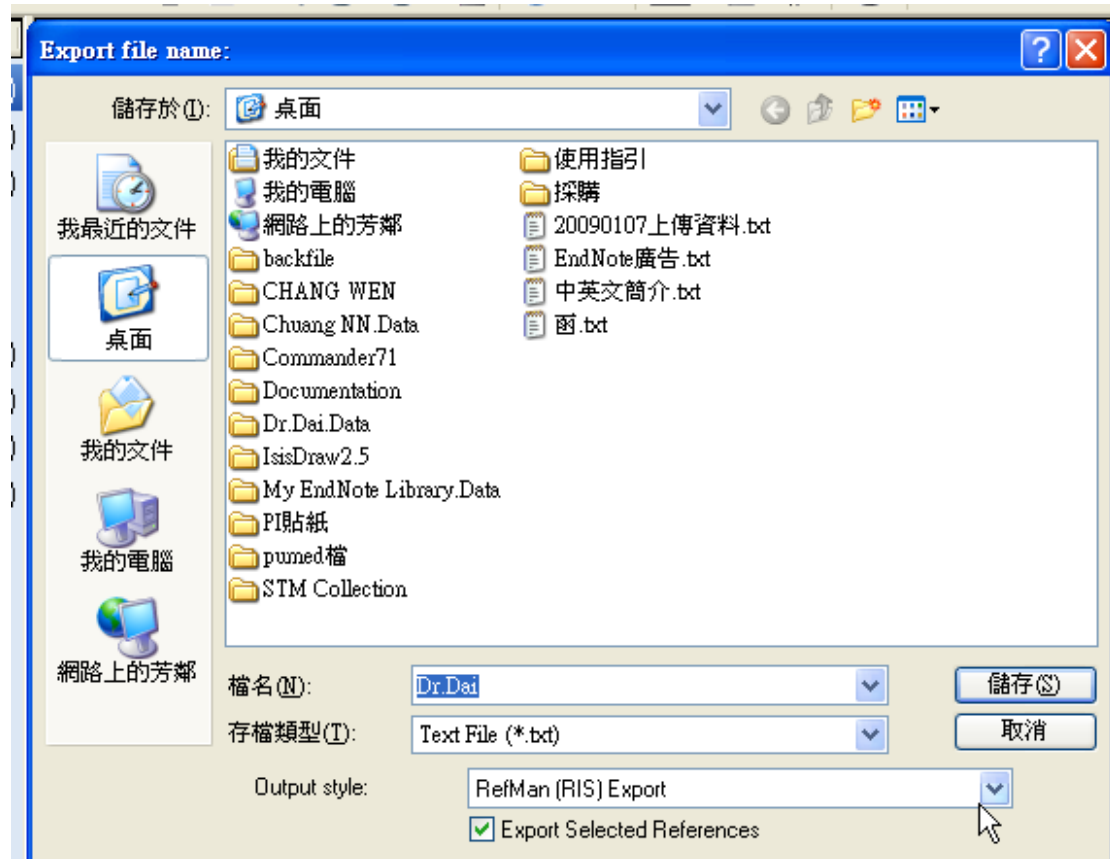 Export file name:
儲存於(I):
桌面
我最近的文件
桌面
我的文件
我的電腦
網路上的芳鄰
我的文件
我的電腦
網路上的芳鄰
backfile
CHANG WEN
Chuang NN.Data
Commander71
Documentation
Dr.Dai.Data
IsisDraw2.5
My EndNote Library.Data
PI貼紙
pumed檔
STM Collection
使用指引
採購
20090107上傳資料.txt
EndNote廣告.txt
中英文簡介.txt
函.txt
檔名(N):
Dr.Dai
儲存(S)
存檔類型(T):
Text File (*.txt)
取消
Output style:
RefMan (RIS) Export
Export Selected References